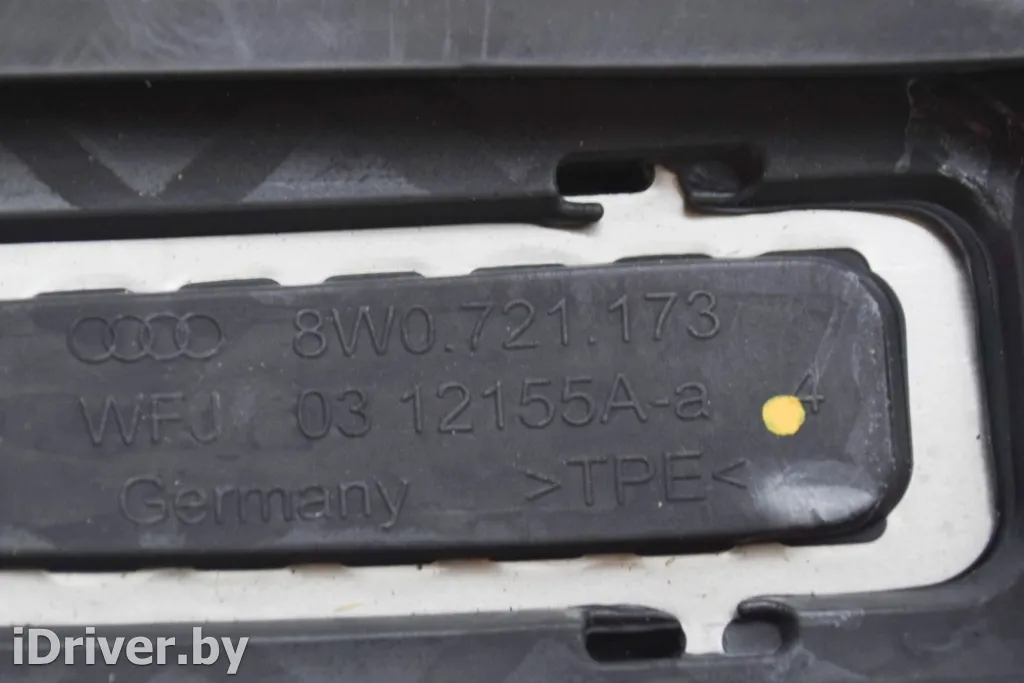 8W0.721.173
WFJ 03 12155A-a 4
Germany >TPE<
iDriver.by